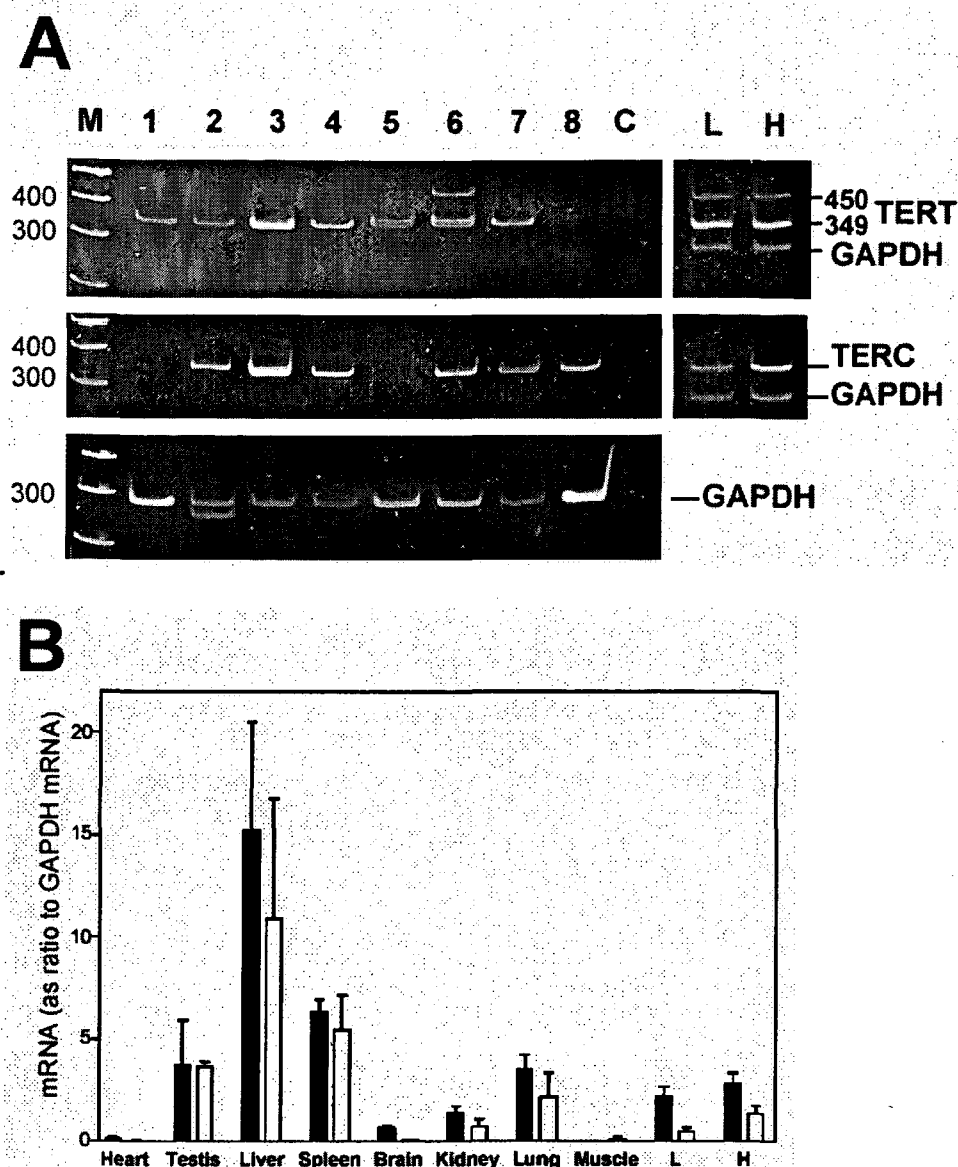 A
M 1 2 3 4 5 6 7 8 C L H
400
300
450
349
TERT
GAPDH
400
300
TERC
GAPDH
300
GAPDH
B
mRNA (as ratio to GAPDH mRNA)
20
15
10
5
0
Heart Testis Liver Spleen Brain Kidney Lung Muscle L H